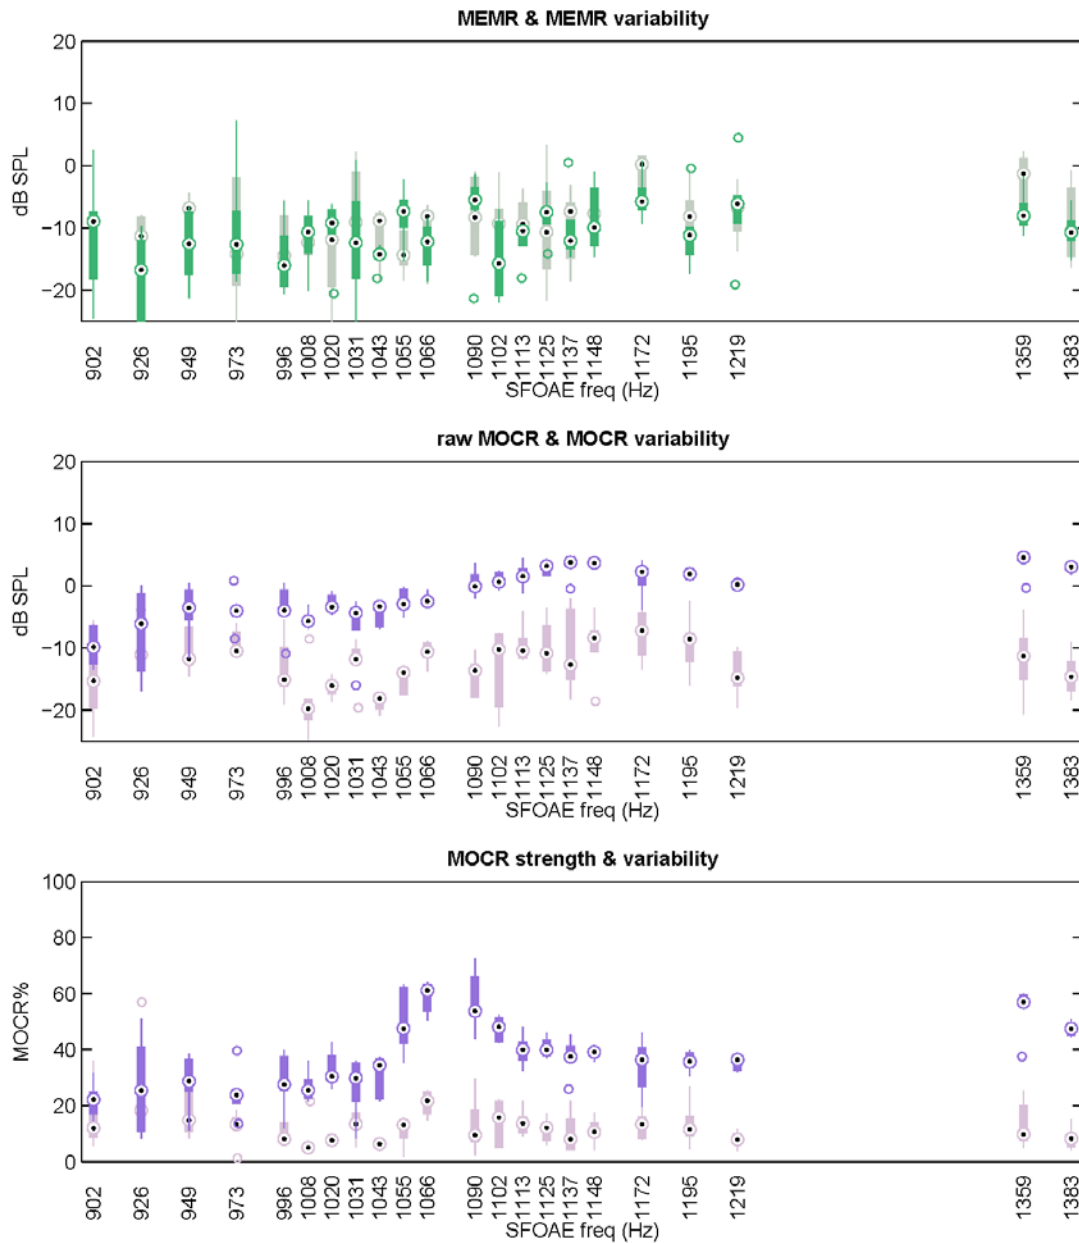 MEMR & MEMR variability
20
10
0
−10
−20
dB SPL
902 926 949 973 996 1008 1020 1031 1043 1055 1066 1090 1102 1113 1125 1137 1148 1172 1195 1219 1359 1383
SFOAE freq (Hz)
raw MOCR & MOCR variability
20
10
0
−10
−20
dB SPL
902 926 949 973 996 1008 1020 1031 1043 1055 1066 1090 1102 1113 1125 1137 1148 1172 1195 1219 1359 1383
SFOAE freq (Hz)
MOCR strength & variability
100
80
60
40
20
0
MOCR%
902 926 949 973 996 1008 1020 1031 1043 1055 1066 1090 1102 1113 1125 1137 1148 1172 1195 1219 1359 1383
SFOAE freq (Hz)